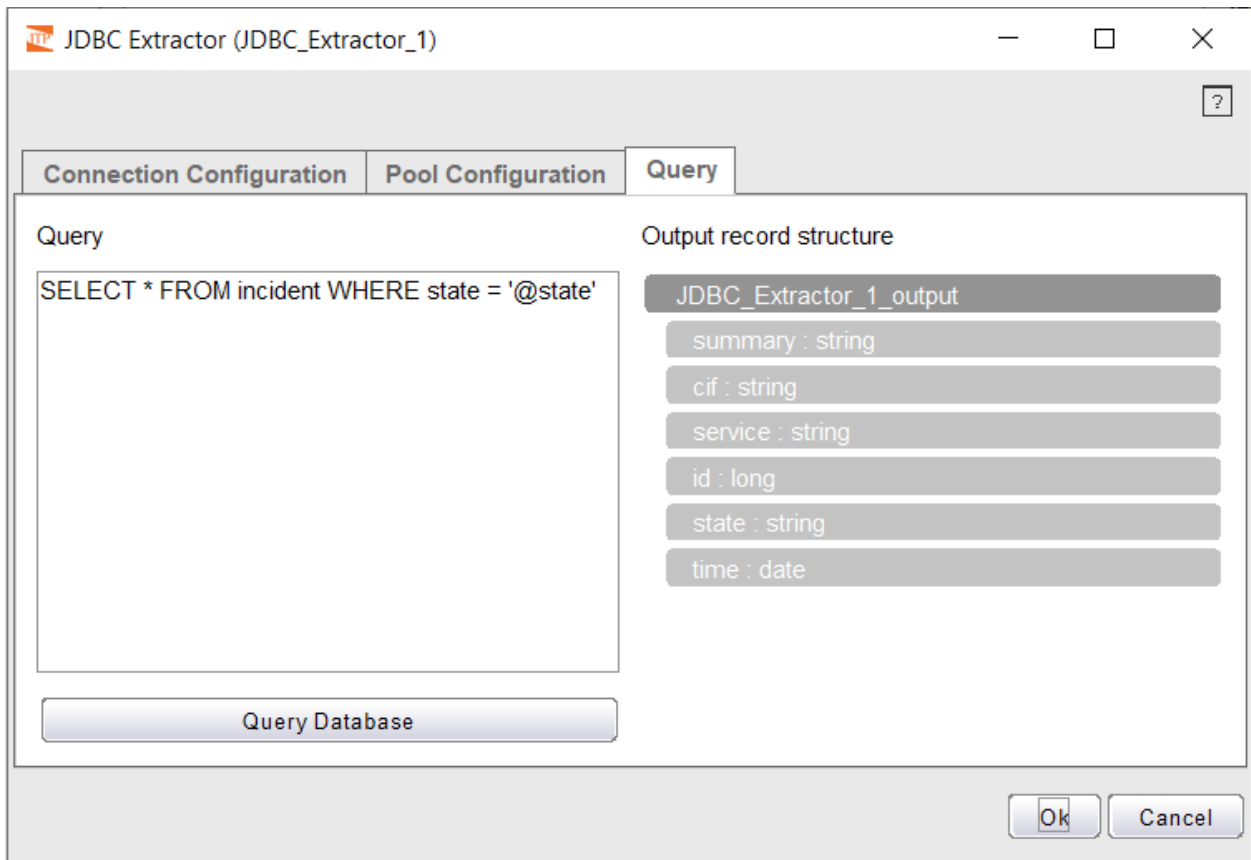 ITP JDBC Extractor (JDBC_Extractor_1)
?
Connection Configuration Pool Configuration Query
Query
SELECT * FROM incident WHERE state = '@state'
Query Database
Output record structure
JDBC_Extractor_1_output
summary : string
cif : string
service : string
id : long
state : string
time : date
Ok Cancel